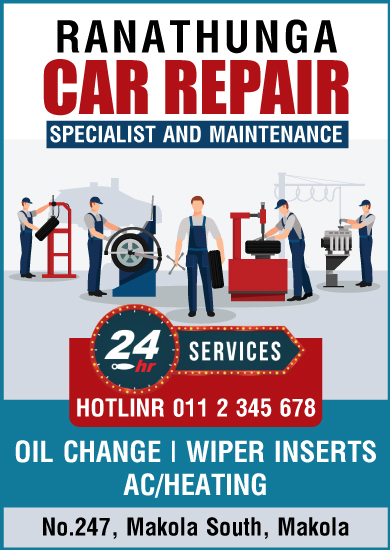 RANATHUNGA
CAR REPAIR
SPECIALIST AND MAINTENANCE
24 hr
SERVICES
HOTLINR 011 2 345 678
OIL CHANGE | WIPER INSERTS
AC/HEATING
No.247, Makola South, Makola